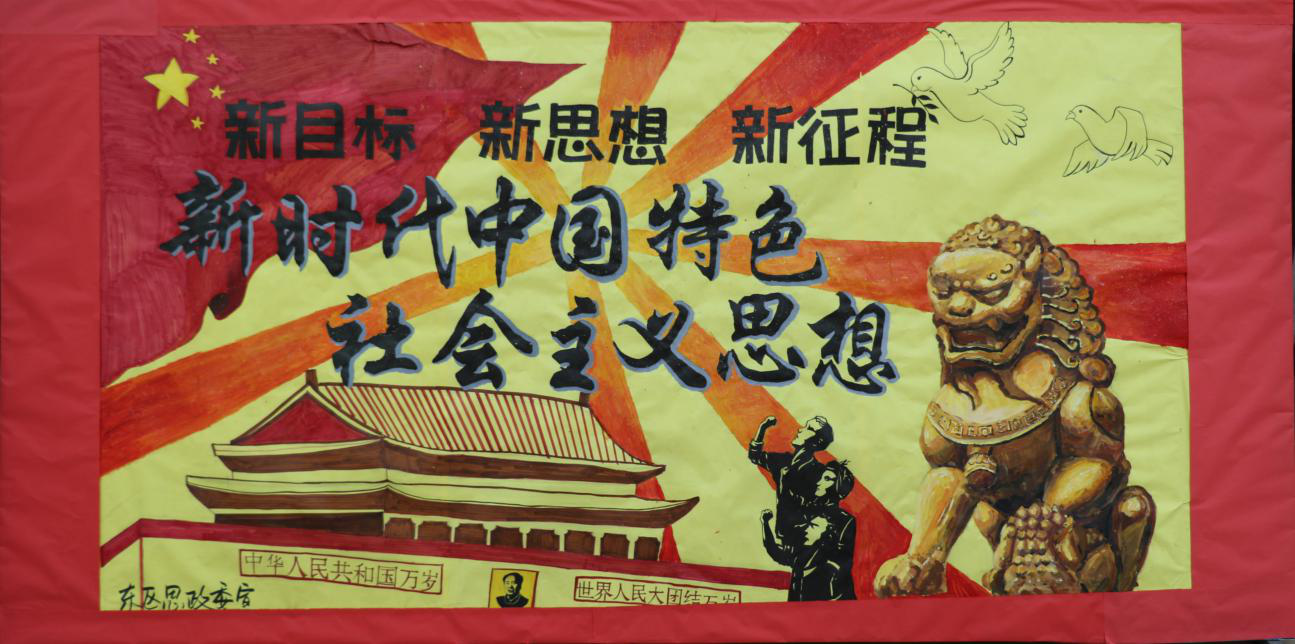 新目标 新思想 新征程
新时代中国特色
社会主义思想
中华人民共和国万岁
世界人民大团结万岁
东区思政委宣